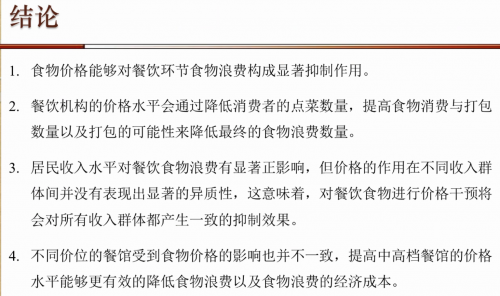 结论
1. 食物价格能够对餐饮环节食物浪费构成显著抑制作用。
2. 餐饮机构的价格水平会通过降低消费者的点菜数量，提高食物消费与打包
数量以及打包的可能性来降低最终的食物浪费数量。
3. 居民收入水平对餐饮食物浪费有显著正影响，但价格的作用在不同收入群
体间并没有表现出显著的异质性，这意味着，对餐饮食物进行价格干预将
会对所有收入群体都产生一致的抑制效果。
4. 不同价位的餐馆受到食物价格的影响也并不一致，提高中高档餐馆的价格
水平能够更有效的降低食物浪费以及食物浪费的经济成本。